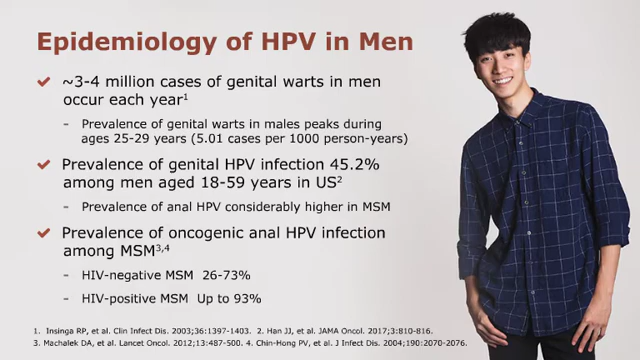 Epidemiology of HPV in Men
✔ ~3-4 million cases of genital warts in men
occur each year¹
– Prevalence of genital warts in males peaks during
ages 25-29 years (5.01 cases per 1000 person-years)
✔ Prevalence of genital HPV infection 45.2%
among men aged 18-59 years in US²
– Prevalence of anal HPV considerably higher in MSM
✔ Prevalence of oncogenic anal HPV infection
among MSM³,⁴
– HIV-negative MSM 26-73%
– HIV-positive MSM Up to 93%
1. Insinga RP, et al. Clin Infect Dis. 2003;36:1397-1403. 2. Han JJ, et al. JAMA Oncol. 2017;3:810-816.
3. Machalek DA, et al. Lancet Oncol. 2012;13:487-500. 4. Chin-Hong PV, et al. J Infect Dis. 2004;190:2070-2076.